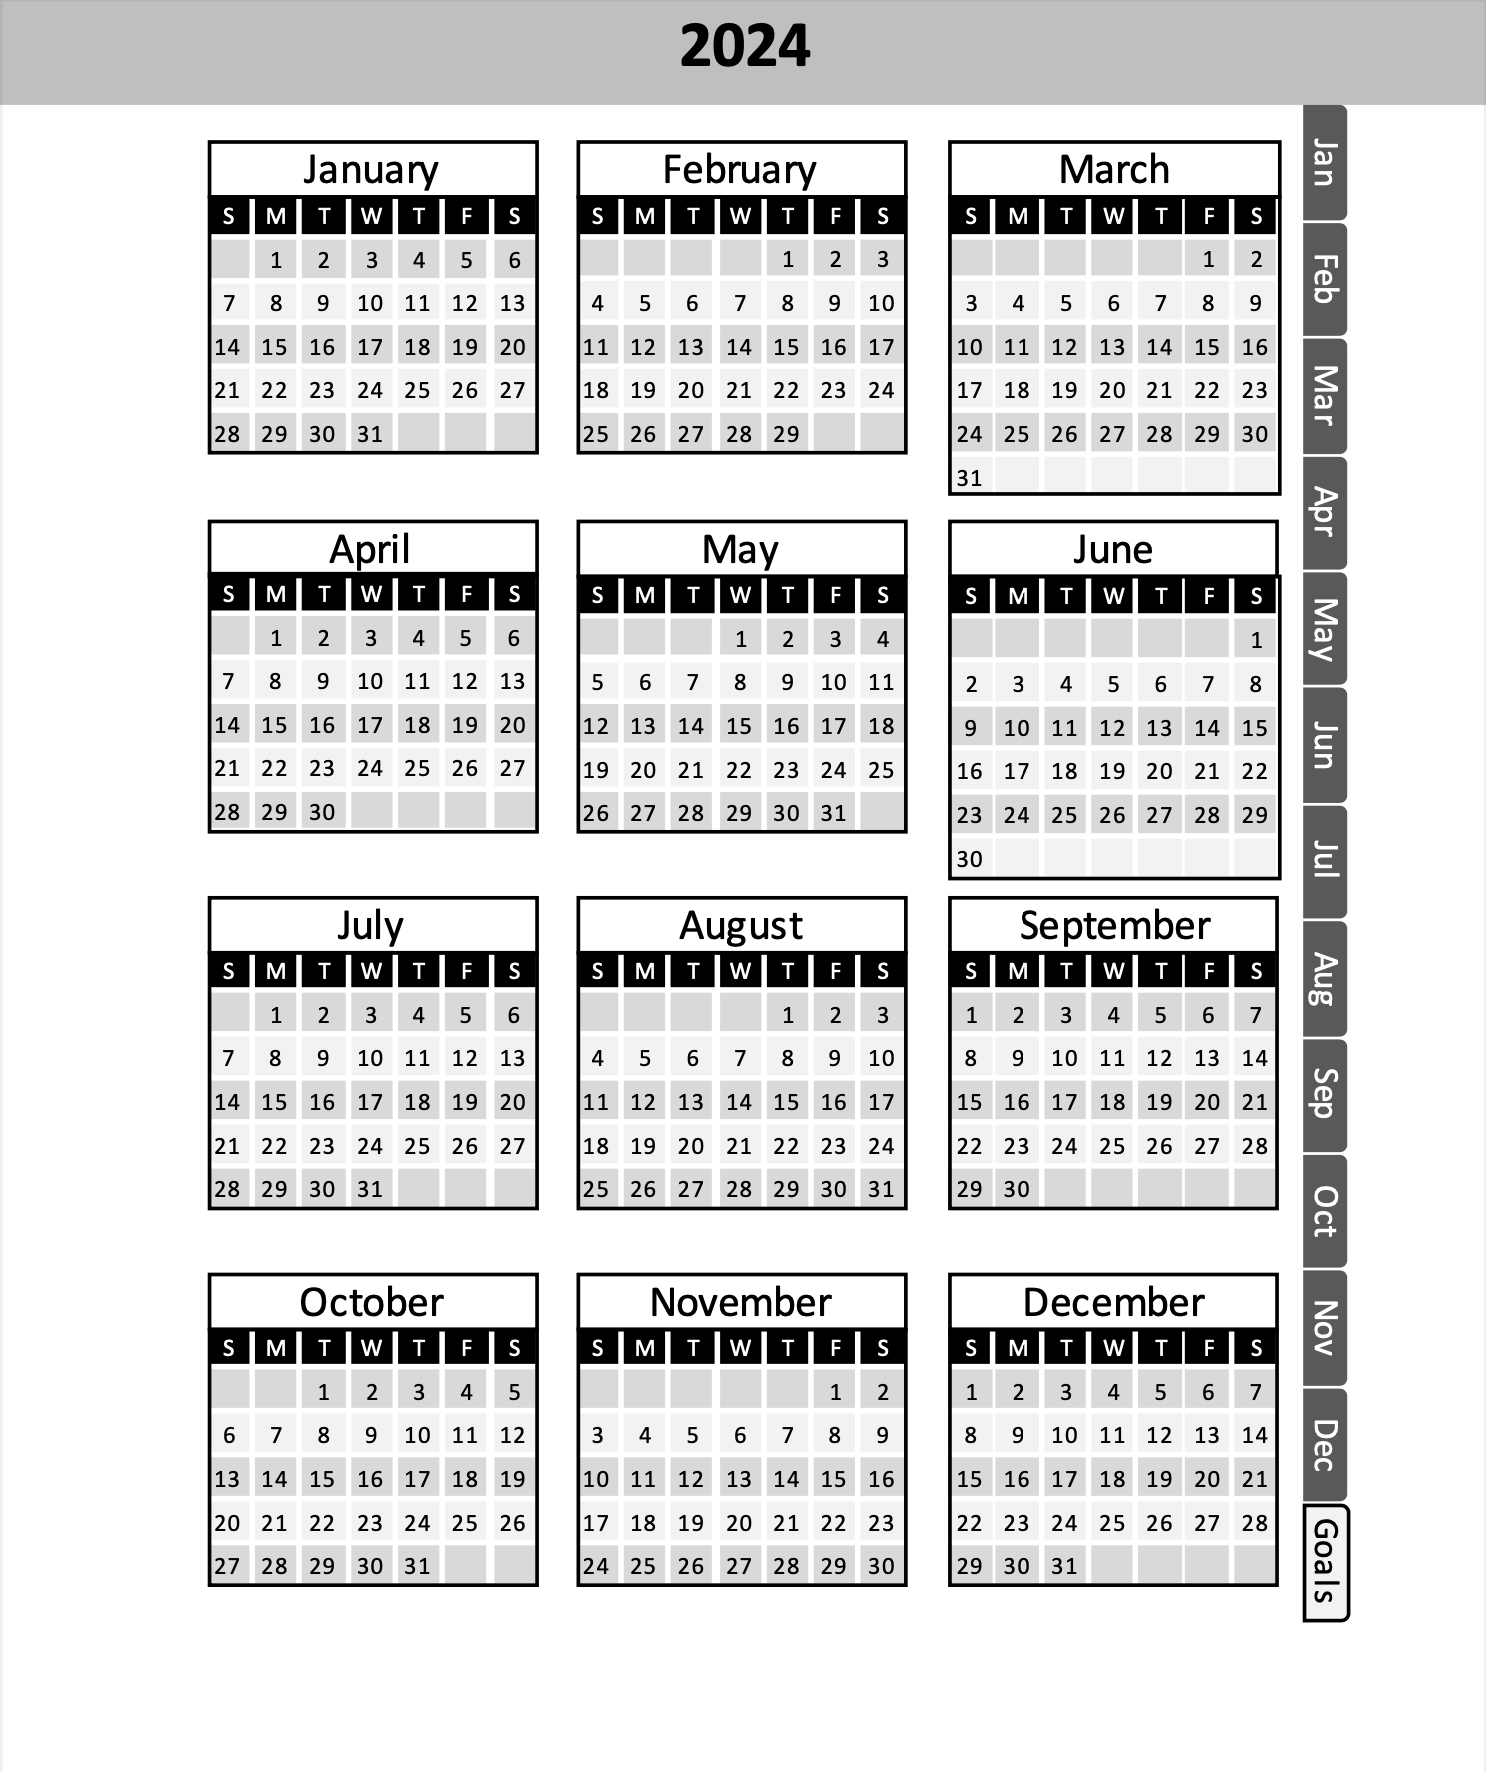 2024
January
S M T W T F S
1 2 3 4 5 6
7 8 9 10 11 12 13
14 15 16 17 18 19 20
21 22 23 24 25 26 27
28 29 30 31
February
S M T W T F S
1 2 3
4 5 6 7 8 9 10
11 12 13 14 15 16 17
18 19 20 21 22 23 24
25 26 27 28 29
March
S M T W T F S
1 2
3 4 5 6 7 8 9
10 11 12 13 14 15 16
17 18 19 20 21 22 23
24 25 26 27 28 29 30
31
April
S M T W T F S
1 2 3 4 5 6
7 8 9 10 11 12 13
14 15 16 17 18 19 20
21 22 23 24 25 26 27
28 29 30
May
S M T W T F S
1 2 3 4
5 6 7 8 9 10 11
12 13 14 15 16 17 18
19 20 21 22 23 24 25
26 27 28 29 30 31
June
S M T W T F S
1
2 3 4 5 6 7 8
9 10 11 12 13 14 15
16 17 18 19 20 21 22
23 24 25 26 27 28 29
30
July
S M T W T F S
1 2 3 4 5 6
7 8 9 10 11 12 13
14 15 16 17 18 19 20
21 22 23 24 25 26 27
28 29 30 31
August
S M T W T F S
1 2 3
4 5 6 7 8 9 10
11 12 13 14 15 16 17
18 19 20 21 22 23 24
25 26 27 28 29 30 31
September
S M T W T F S
1 2 3 4 5 6 7
8 9 10 11 12 13 14
15 16 17 18 19 20 21
22 23 24 25 26 27 28
29 30
October
S M T W T F S
1 2 3 4 5
6 7 8 9 10 11 12
13 14 15 16 17 18 19
20 21 22 23 24 25 26
27 28 29 30 31
November
S M T W T F S
1 2
3 4 5 6 7 8 9
10 11 12 13 14 15 16
17 18 19 20 21 22 23
24 25 26 27 28 29 30
December
S M T W T F S
1 2 3 4 5 6 7
8 9 10 11 12 13 14
15 16 17 18 19 20 21
22 23 24 25 26 27 28
29 30 31
Jan
Feb
Mar
Apr
May
Jun
Jul
Aug
Sep
Oct
Nov
Dec
Goals